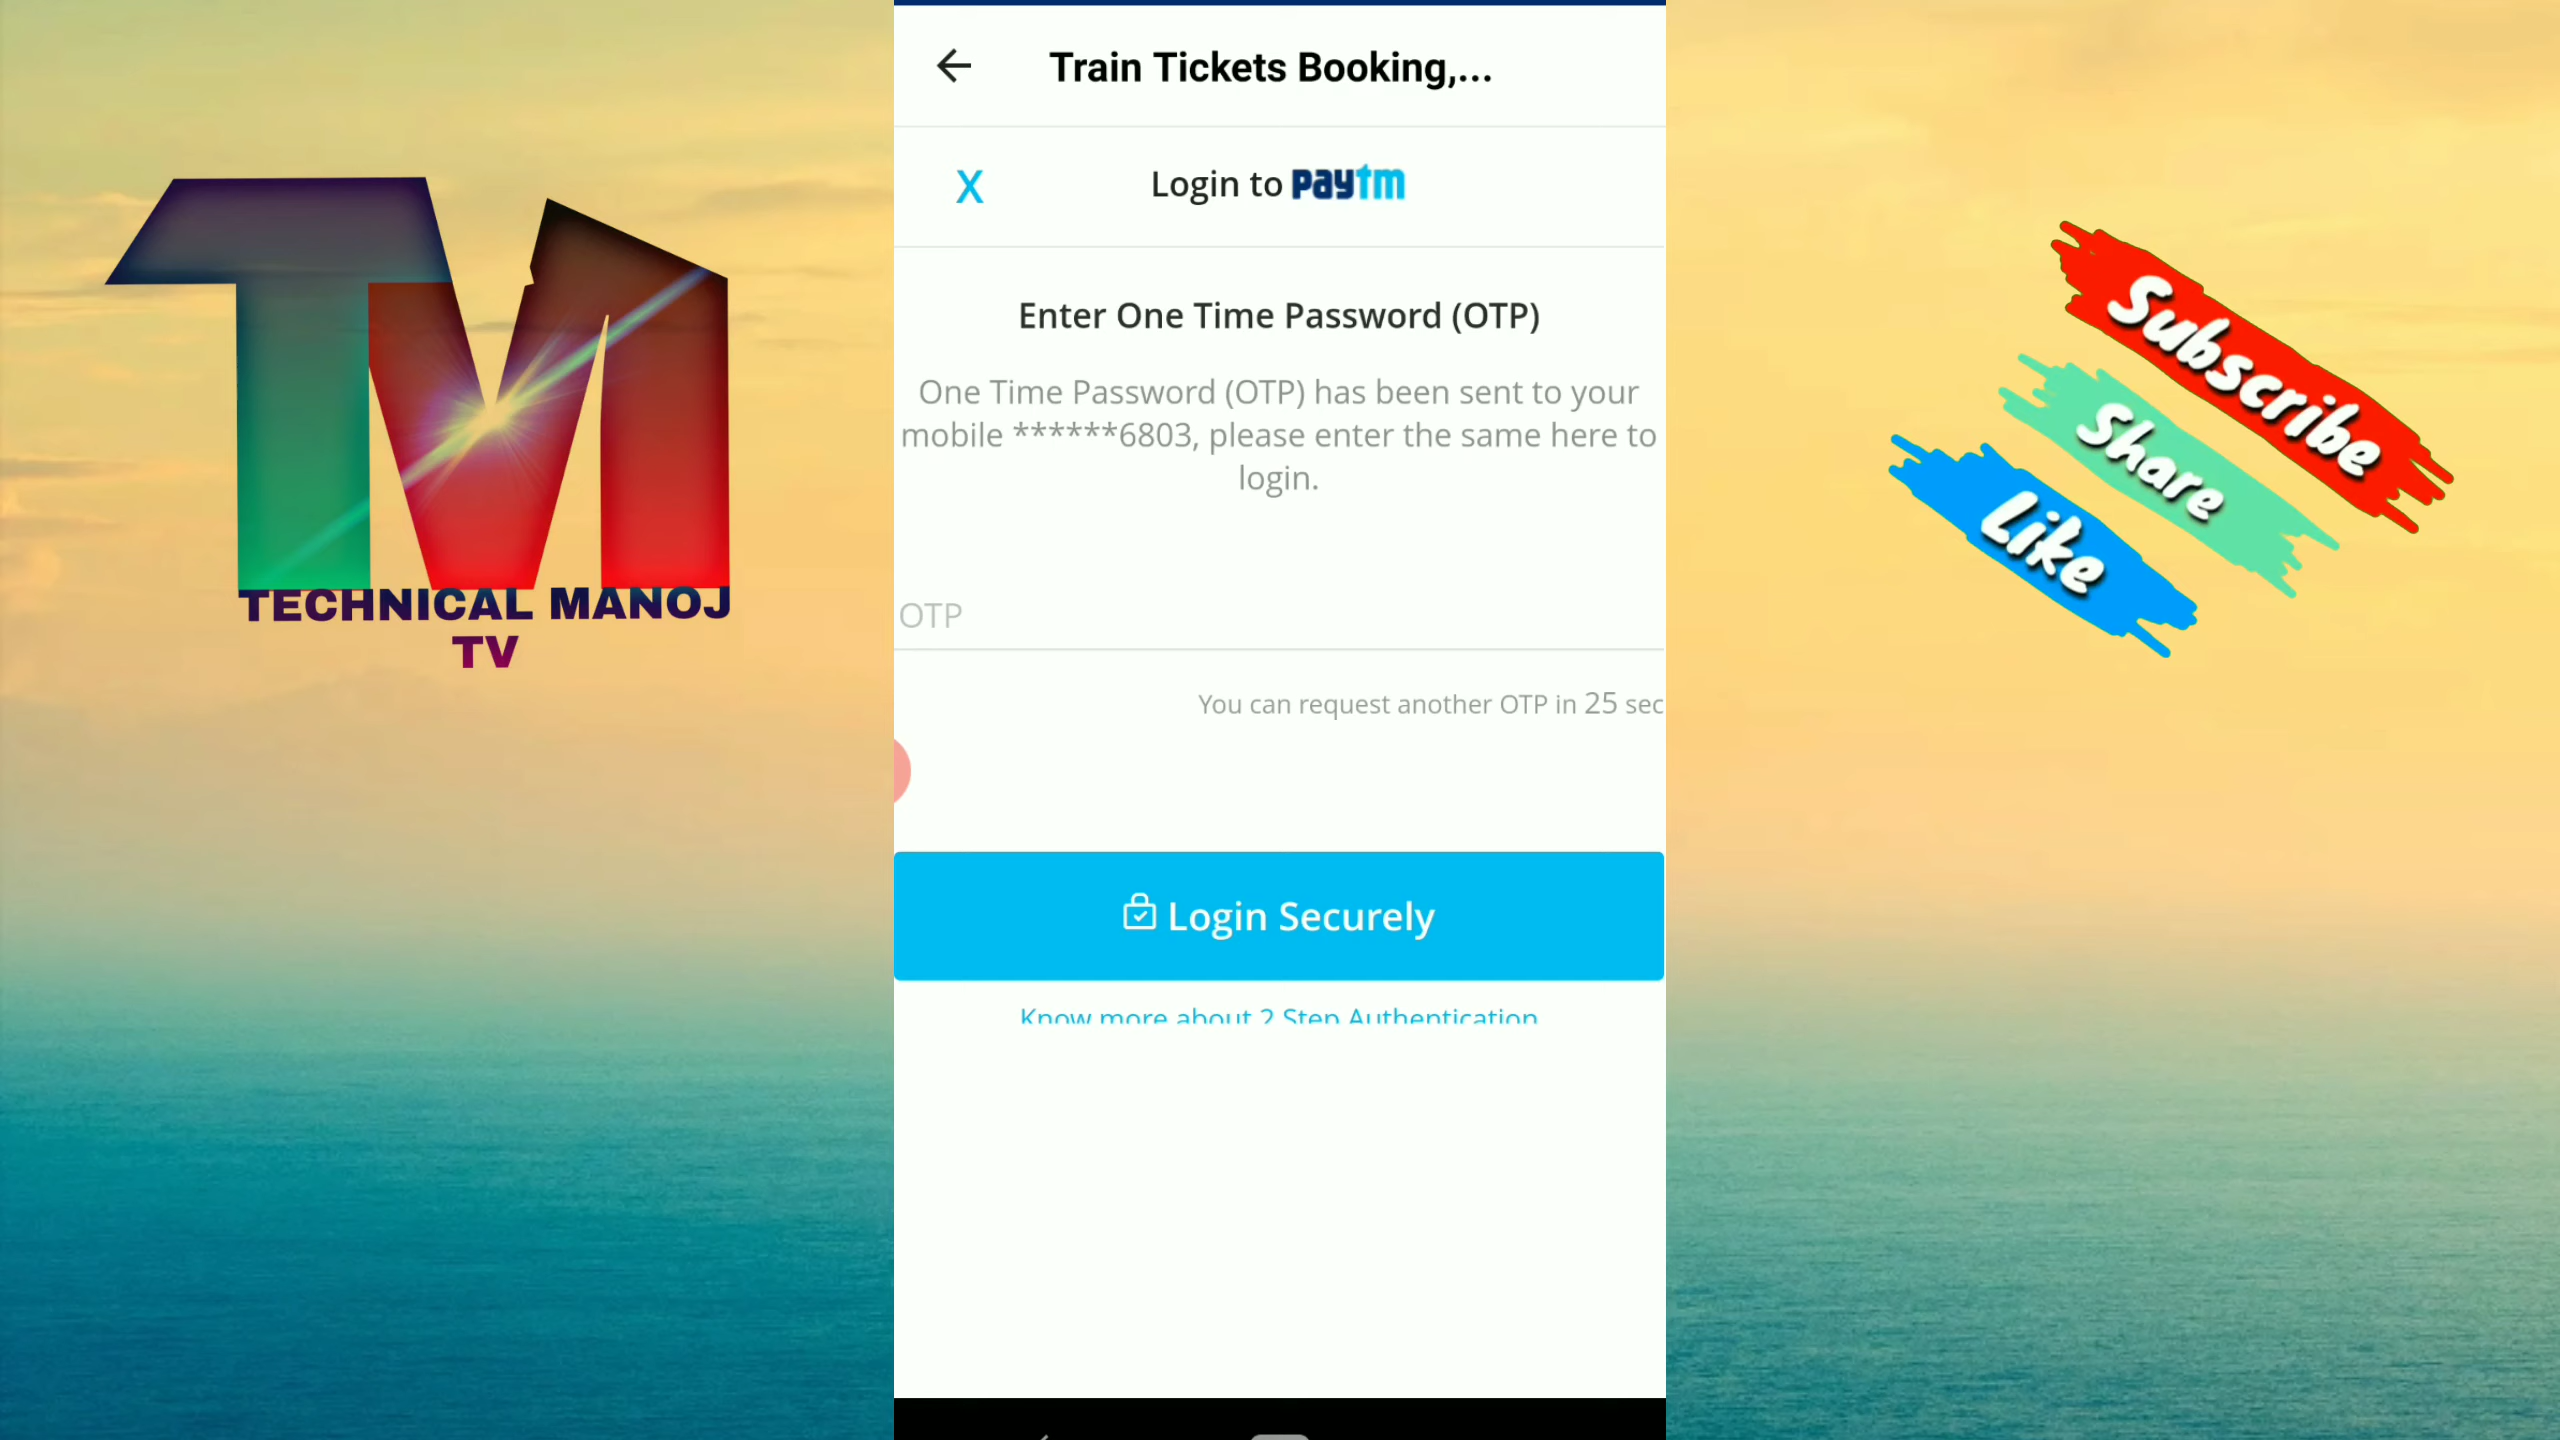 Train Tickets Booking,...
X
Login to paytm
Enter One Time Password (OTP)
One Time Password (OTP) has been sent to your
mobile ******6803, please enter the same here to
login.
OTP
You can request another OTP in 25 sec
Login Securely
Know more about 2 Step Authentication
TM
TECHNICAL MANOJ
TV
Subscribe
Share
Like